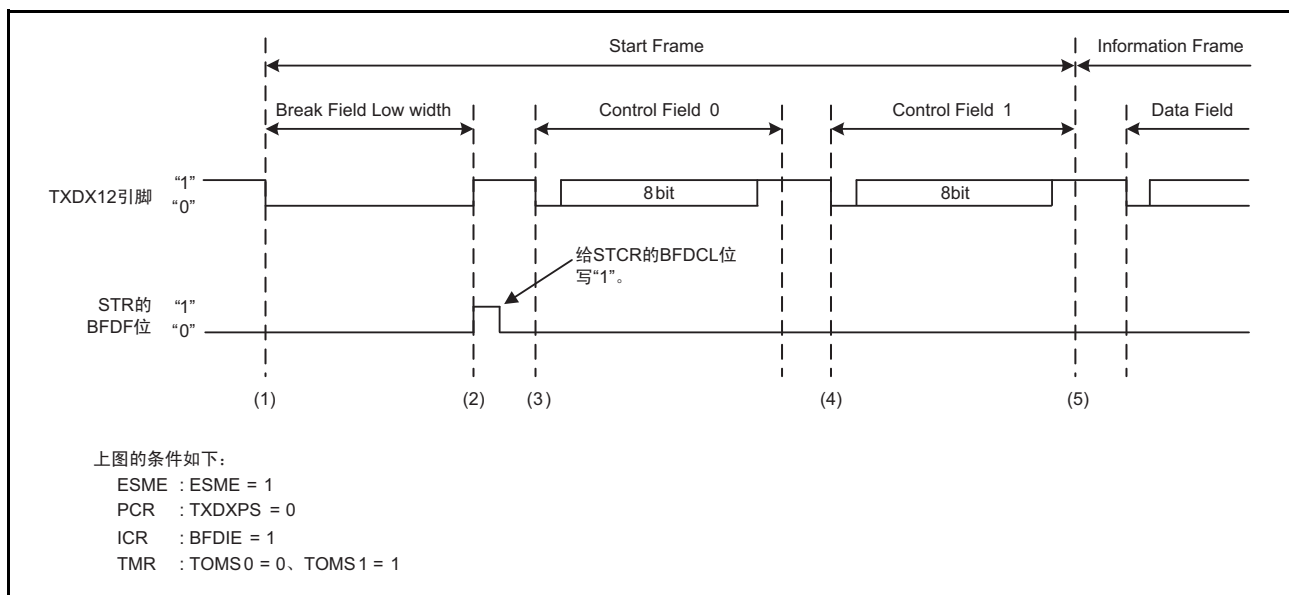 Start Frame
Information Frame
Break Field Low width
Control Field 0
Control Field 1
Data Field
TXDX12引脚
“1”
“0”
8bit
8bit
给STCR的BFDCL位
写“1”。
STR的
BFDF位
“1”
“0”
(1)
(2)
(3)
(4)
(5)
上图的条件如下:
ESME : ESME = 1
PCR : TXDXPS = 0
ICR : BFDIE = 1
TMR : TOMS0 = 0、TOMS1 = 1